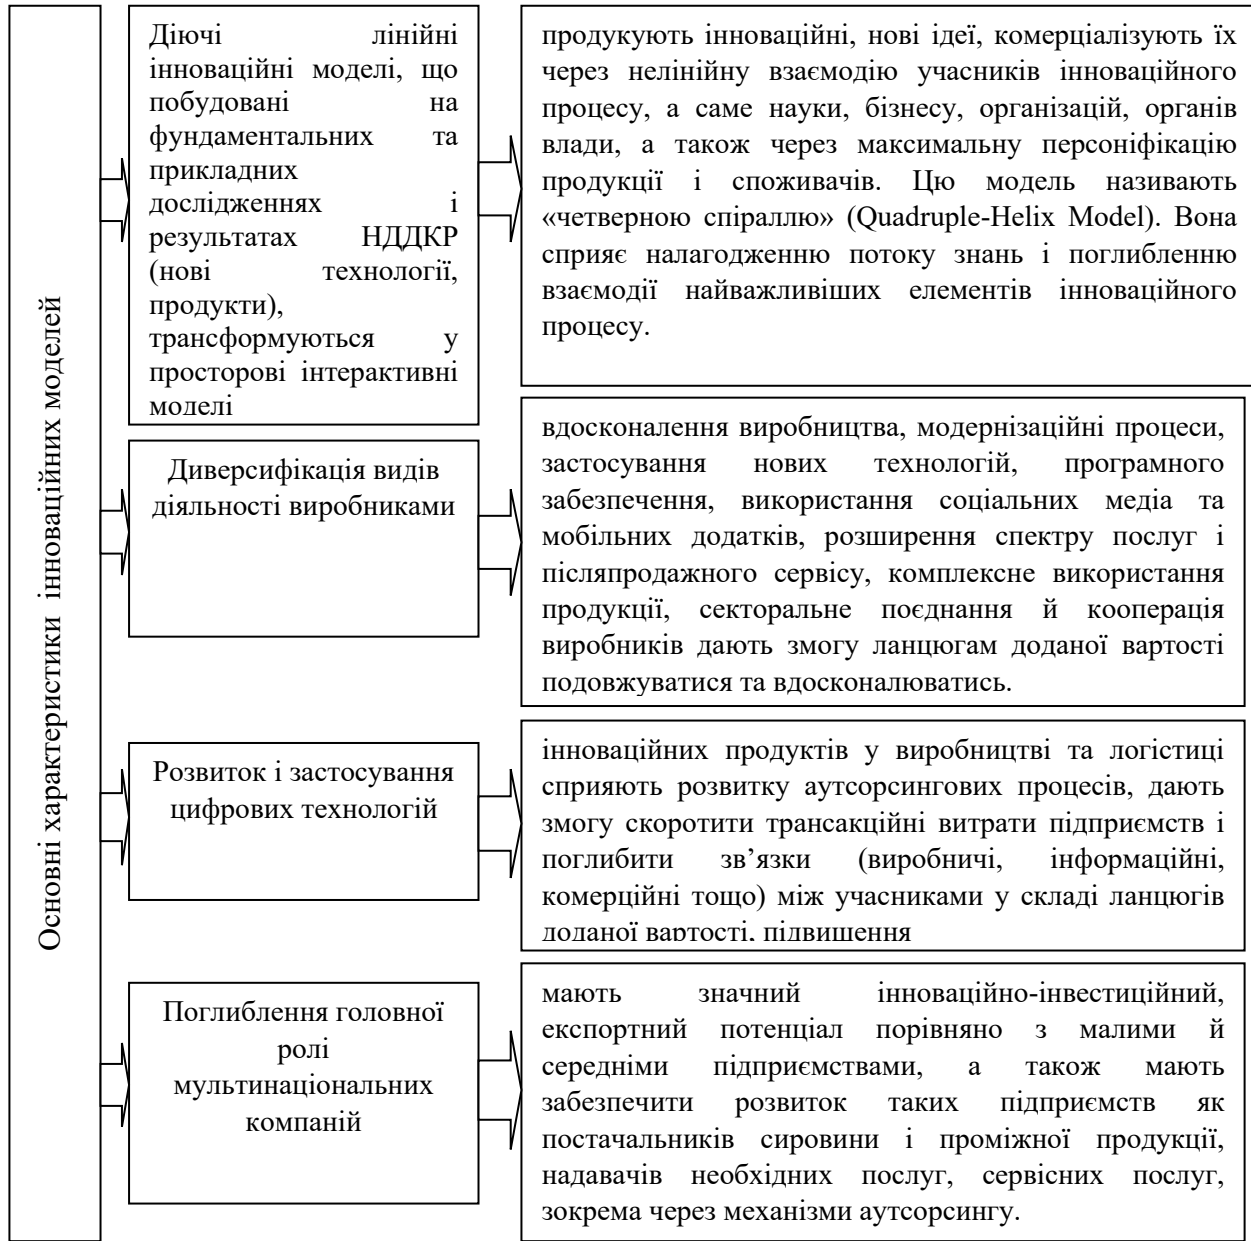 Основні характеристики інноваційних моделей
Діючі лінійні
інноваційні моделі, що
побудовані на
фундаментальних та
прикладних
дослідженнях і
результатах НДДКР
(нові технології,
продукти),
трансформуються у
просторові інтерактивні
моделі
продукують інноваційні, нові ідеї, комерціалізують їх
через нелінійну взаємодію учасників інноваційного
процесу, а саме науки, бізнесу, організацій, органів
влади, а також через максимальну персоніфікацію
продукції і споживачів. Цю модель називають
«четверною спіраллю» (Quadruple-Helix Model). Вона
сприяє налагодженню потоку знань і поглибленню
взаємодії найважливіших елементів інноваційного
процесу.
Диверсифікація видів
діяльності виробниками
вдосконалення виробництва, модернізаційні процеси,
застосування нових технологій, програмного
забезпечення, використання соціальних медіа та
мобільних додатків, розширення спектру послуг і
післяпродажного сервісу, комплексне використання
продукції, секторальне поєднання й кооперація
виробників дають змогу ланцюгам доданої вартості
подовжуватися та вдосконалюватись.
Розвиток і застосування
цифрових технологій
інноваційних продуктів у виробництві та логістиці
сприяють розвитку аутсорсингових процесів, дають
змогу скоротити трансакційні витрати підприємств і
поглибити зв’язки (виробничі, інформаційні,
комерційні тощо) між учасниками у складі ланцюгів
доданої вартості, підвищення
Поглиблення головної
ролі
мультинаціональних
компаній
мають значний інноваційно-інвестиційний,
експортний потенціал порівняно з малими й
середніми підприємствами, а також мають
забезпечити розвиток таких підприємств як
постачальників сировини і проміжної продукції,
надавачів необхідних послуг, сервісних послуг,
зокрема через механізми аутсорсингу.